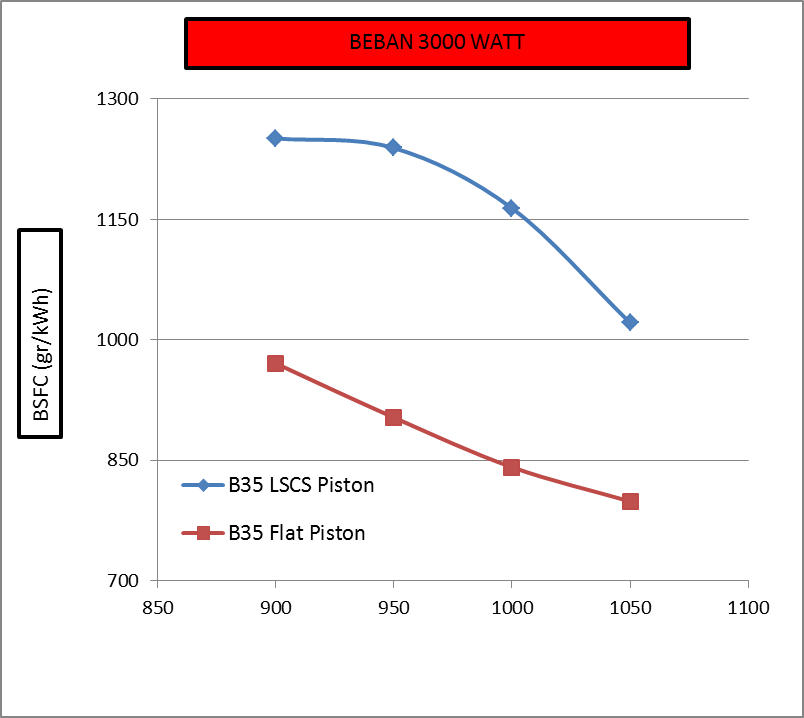 BEBAN 3000 WATT
1300
1150
1000
850
700
BSFC (gr/kWh)
B35 LSCS Piston
B35 Flat Piston
850 900 950 1000 1050 1100